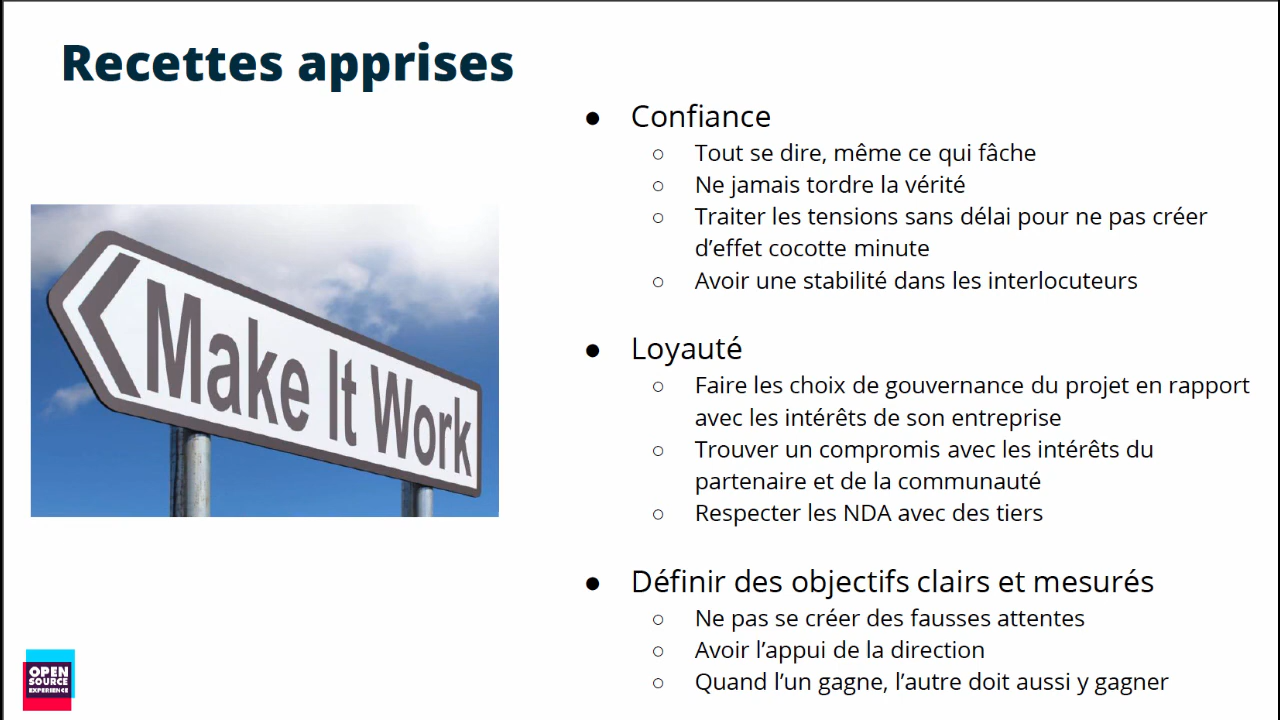 Recettes apprises
● Confiance
○ Tout se dire, même ce qui fâche
○ Ne jamais tordre la vérité
○ Traiter les tensions sans délai pour ne pas créer
d’effet cocotte minute
○ Avoir une stabilité dans les interlocuteurs
Make It Work
● Loyauté
○ Faire les choix de gouvernance du projet en rapport
avec les intérêts de son entreprise
○ Trouver un compromis avec les intérêts du
partenaire et de la communauté
○ Respecter les NDA avec des tiers
● Définir des objectifs clairs et mesurés
○ Ne pas se créer des fausses attentes
○ Avoir l’appui de la direction
○ Quand l’un gagne, l’autre doit aussi y gagner
OPEN
SOURCE
EXPERIENCE